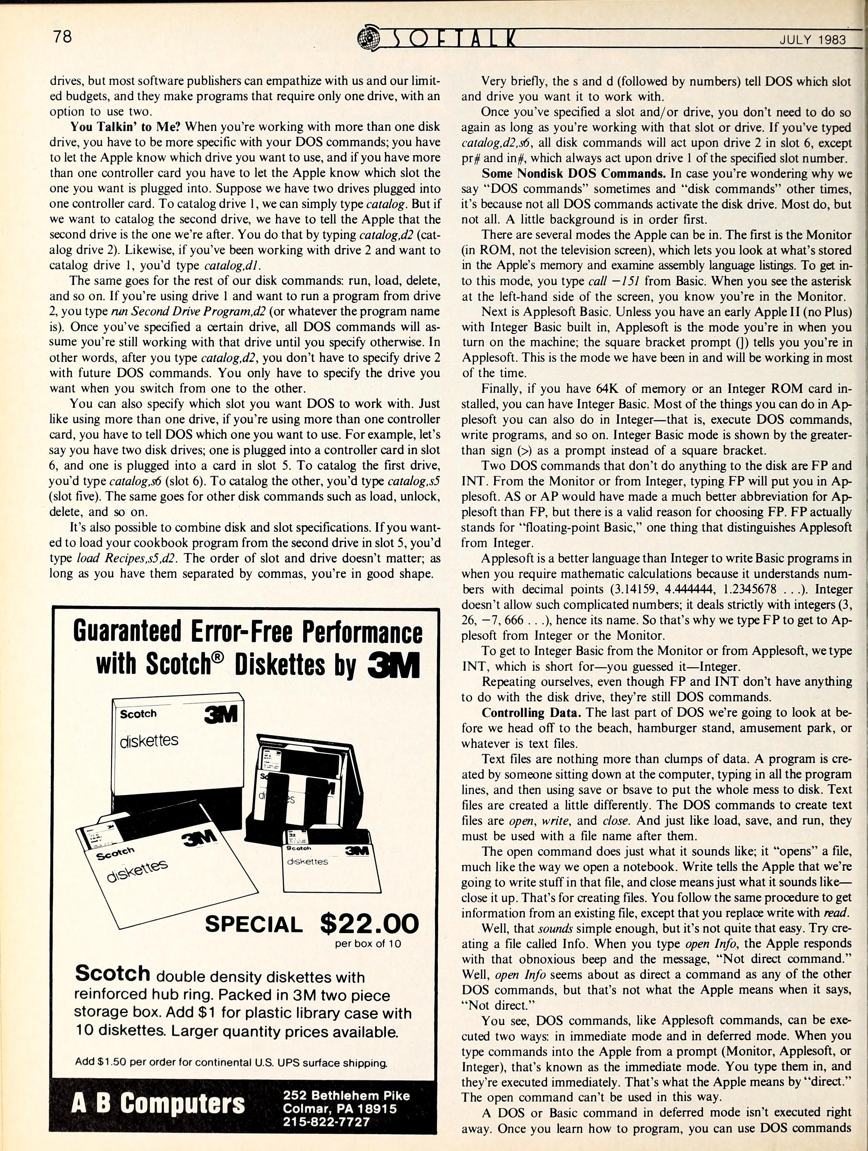 78
SOFTALK
JULY 1983
drives, but most software publishers can empathize with us and our limit-
ed budgets, and they make programs that require only one drive, with an
option to use two.
You Talkin' to Me? When you're working with more than one disk
drive, you have to be more specific with your DOS commands; you have
to let the Apple know which drive you want to use, and if you have more
than one controller card you have to let the Apple know which slot the
one you want is plugged into. Suppose we have two drives plugged into
one controller card. To catalog drive 1, we can simply type catalog. But if
we want to catalog the second drive, we have to tell the Apple that the
second drive is the one we're after. You do that by typing catalog,d2 (cat-
alog drive 2). Likewise, if you've been working with drive 2 and want to
catalog drive 1, you'd type catalog,d1.
The same goes for the rest of our disk commands: run, load, delete,
and so on. If you're using drive 1 and want to run a program from drive
2, you type run Second Drive Program,d2 (or whatever the program name
is). Once you've specified a certain drive, all DOS commands will as-
sume you're still working with that drive until you specify otherwise. In
other words, after you type catalog,d2, you don't have to specify drive 2
with future DOS commands. You only have to specify the drive you
want when you switch from one to the other.
You can also specify which slot you want DOS to work with. Just
like using more than one drive, if you're using more than one controller
card, you have to tell DOS which one you want to use. For example, let's
say you have two disk drives; one is plugged into a controller card in slot
6, and one is plugged into a card in slot 5. To catalog the first drive,
you'd type catalog,s6 (slot 6). To catalog the other, you'd type catalog,s5
(slot five). The same goes for other disk commands such as load, unlock,
delete, and so on.
It's also possible to combine disk and slot specifications. If you want-
ed to load your cookbook program from the second drive in slot 5, you'd
type load Recipes,s5,d2. The order of slot and drive doesn't matter; as
long as you have them separated by commas, you're in good shape.
Guaranteed Error-Free Performance
with Scotch® Diskettes by 3M
Scotch 3M
diskettes
Scotch 3M
diskettes
Scotch 3M
diskettes
SPECIAL $22.00
per box of 10
Scotch double density diskettes with
reinforced hub ring. Packed in 3M two piece
storage box. Add $1 for plastic library case with
10 diskettes. Larger quantity prices available.
Add $1.50 per order for continental U.S. UPS surface shipping.
A B Computers
252 Bethlehem Pike
Colmar, PA 18915
215-822-7727
Very briefly, the s and d (followed by numbers) tell DOS which slot
and drive you want it to work with.
Once you've specified a slot and/or drive, you don't need to do so
again as long as you're working with that slot or drive. If you've typed
catalog,d2,s6, all disk commands will act upon drive 2 in slot 6, except
pr# and in#, which always act upon drive 1 of the specified slot number.
Some Nondisk DOS Commands. In case you're wondering why we
say "DOS commands" sometimes and "disk commands" other times,
it's because not all DOS commands activate the disk drive. Most do, but
not all. A little background is in order first.
There are several modes the Apple can be in. The first is the Monitor
(in ROM, not the television screen), which lets you look at what's stored
in the Apple's memory and examine assembly language listings. To get in-
to this mode, you type call −151 from Basic. When you see the asterisk
at the left-hand side of the screen, you know you're in the Monitor.
Next is Applesoft Basic. Unless you have an early Apple II (no Plus)
with Integer Basic built in, Applesoft is the mode you're in when you
turn on the machine; the square bracket prompt (]) tells you you're in
Applesoft. This is the mode we have been in and will be working in most
of the time.
Finally, if you have 64K of memory or an Integer ROM card in-
stalled, you can have Integer Basic. Most of the things you can do in Ap-
plesoft you can also do in Integer—that is, execute DOS commands,
write programs, and so on. Integer Basic mode is shown by the greater-
than sign (>) as a prompt instead of a square bracket.
Two DOS commands that don't do anything to the disk are FP and
INT. From the Monitor or from Integer, typing FP will put you in Ap-
plesoft. AS or AP would have made a much better abbreviation for Ap-
plesoft than FP, but there is a valid reason for choosing FP. FP actually
stands for "floating-point Basic," one thing that distinguishes Applesoft
from Integer.
Applesoft is a better language than Integer to write Basic programs in
when you require mathematic calculations because it understands num-
bers with decimal points (3.14159, 4.444444, 1.2345678 . . .). Integer
doesn't allow such complicated numbers; it deals strictly with integers (3,
26, −7, 666 . . .), hence its name. So that's why we type FP to get to Ap-
plesoft from Integer or the Monitor.
To get to Integer Basic from the Monitor or from Applesoft, we type
INT, which is short for—you guessed it—Integer.
Repeating ourselves, even though FP and INT don't have anything
to do with the disk drive, they're still DOS commands.
Controlling Data. The last part of DOS we're going to look at be-
fore we head off to the beach, hamburger stand, amusement park, or
whatever is text files.
Text files are nothing more than clumps of data. A program is cre-
ated by someone sitting down at the computer, typing in all the program
lines, and then using save or bsave to put the whole mess to disk. Text
files are created a little differently. The DOS commands to create text
files are open, write, and close. And just like load, save, and run, they
must be used with a file name after them.
The open command does just what it sounds like; it "opens" a file,
much like the way we open a notebook. Write tells the Apple that we're
going to write stuff in that file, and close means just what it sounds like—
close it up. That's for creating files. You follow the same procedure to get
information from an existing file, except that you replace write with read.
Well, that sounds simple enough, but it's not quite that easy. Try cre-
ating a file called Info. When you type open Info, the Apple responds
with that obnoxious beep and the message, "Not direct command."
Well, open Info seems about as direct a command as any of the other
DOS commands, but that's not what the Apple means when it says,
"Not direct."
You see, DOS commands, like Applesoft commands, can be exe-
cuted two ways: in immediate mode and in deferred mode. When you
type commands into the Apple from a prompt (Monitor, Applesoft, or
Integer), that's known as the immediate mode. You type them in, and
they're executed immediately. That's what the Apple means by "direct."
The open command can't be used in this way.
A DOS or Basic command in deferred mode isn't executed right
away. Once you learn how to program, you can use DOS commands